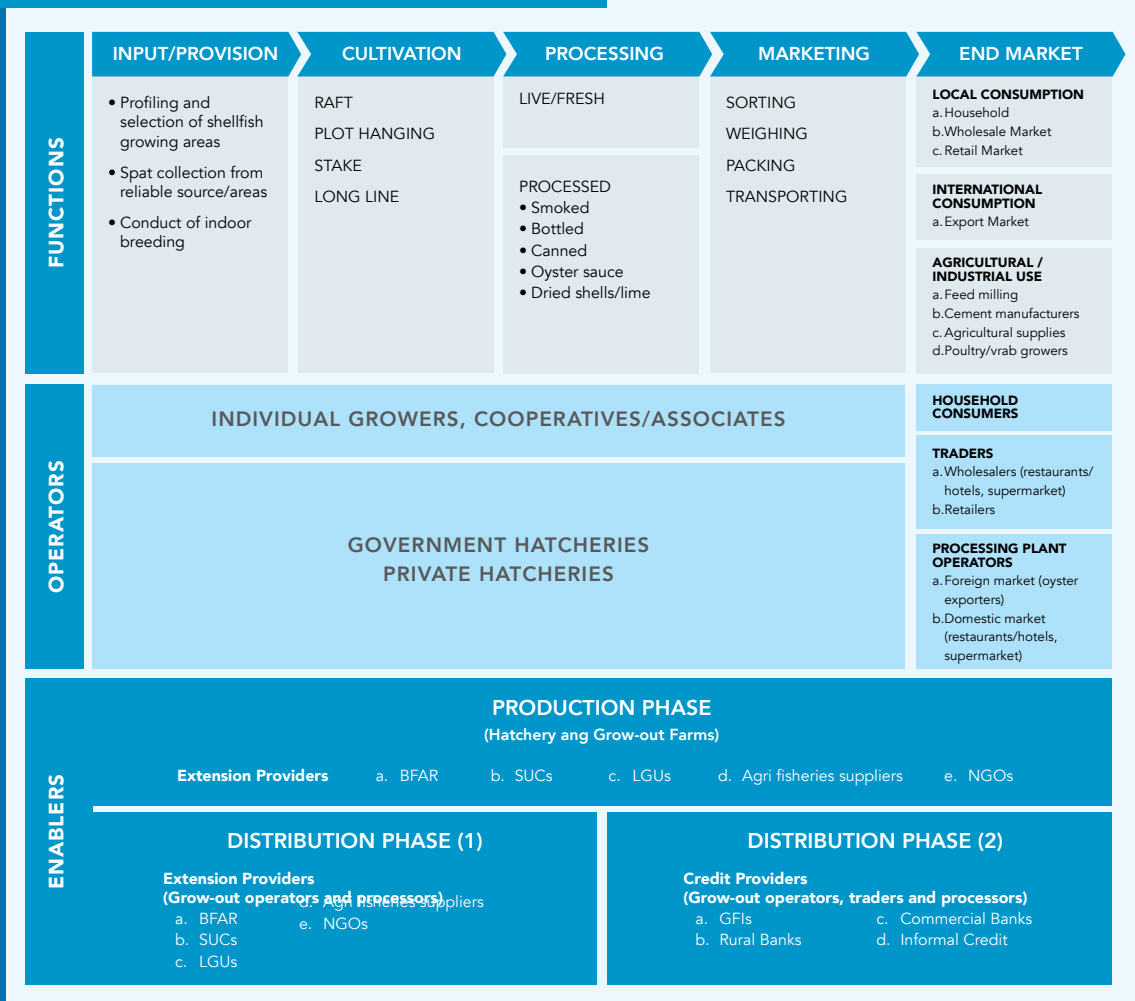 INPUT/PROVISION
CULTIVATION
PROCESSING
MARKETING
END MARKET
FUNCTIONS
• Profiling and
selection of shellfish
growing areas
• Spat collection from
reliable source/areas
• Conduct of indoor
breeding
RAFT
PLOT HANGING
STAKE
LONG LINE
LIVE/FRESH
PROCESSED
• Smoked
• Bottled
• Canned
• Oyster sauce
• Dried shells/lime
SORTING
WEIGHING
PACKING
TRANSPORTING
LOCAL CONSUMPTION
a. Household
b. Wholesale Market
c. Retail Market
INTERNATIONAL
CONSUMPTION
a. Export Market
AGRICULTURAL /
INDUSTRIAL USE
a. Feed milling
b. Cement manufacturers
c. Agricultural supplies
d. Poultry/vrab growers
OPERATORS
INDIVIDUAL GROWERS, COOPERATIVES/ASSOCIATES
GOVERNMENT HATCHERIES
PRIVATE HATCHERIES
HOUSEHOLD
CONSUMERS
TRADERS
a. Wholesalers (restaurants/
hotels, supermarket)
b. Retailers
PROCESSING PLANT
OPERATORS
a. Foreign market (oyster
exporters)
b. Domestic market
(restaurants/hotels,
supermarket)
ENABLERS
PRODUCTION PHASE
(Hatchery ang Grow-out Farms)
Extension Providers a. BFAR b. SUCs c. LGUs d. Agri fisheries suppliers e. NGOs
DISTRIBUTION PHASE (1)
Extension Providers
(Grow-out operators and processors)
a. BFAR
b. SUCs
c. LGUs
d. Agri fisheries suppliers
e. NGOs
DISTRIBUTION PHASE (2)
Credit Providers
(Grow-out operators, traders and processors)
a. GFIs
b. Rural Banks
c. Commercial Banks
d. Informal Credit